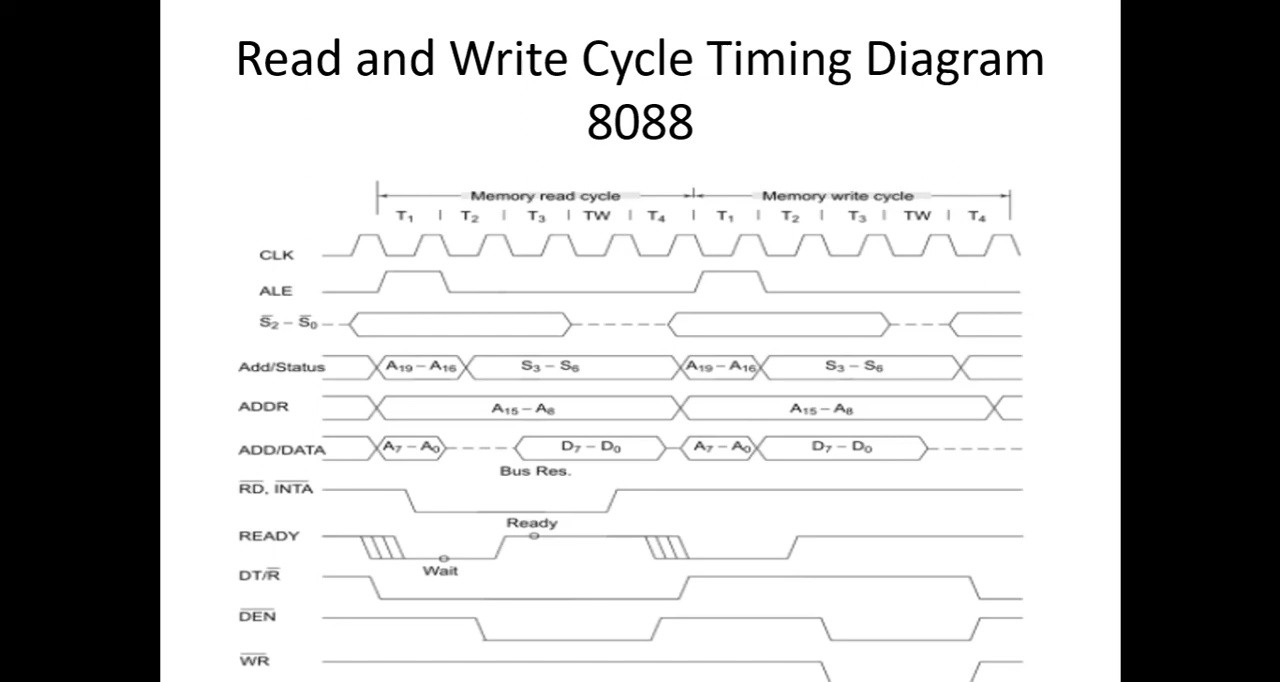 Read and Write Cycle Timing Diagram
8088
Memory read cycle Memory write cycle
T₁ | T₂ | T₃ | TW | T₄ | T₁ | T₂ | T₃ | TW | T₄
CLK
ALE
S̅₂ – S̅₀
Add/Status A₁₉ – A₁₆ S₃ – S₆ A₁₉ – A₁₆ S₃ – S₆
ADDR A₁₅ – A₈ A₁₅ – A₈
ADD/DATA A₇ – A₀ D₇ – D₀ A₇ – A₀ D₇ – D₀
Bus Res.
R̅D̅, I̅N̅T̅A̅
Ready
READY
Wait
DT/R̅
D̅E̅N̅
W̅R̅